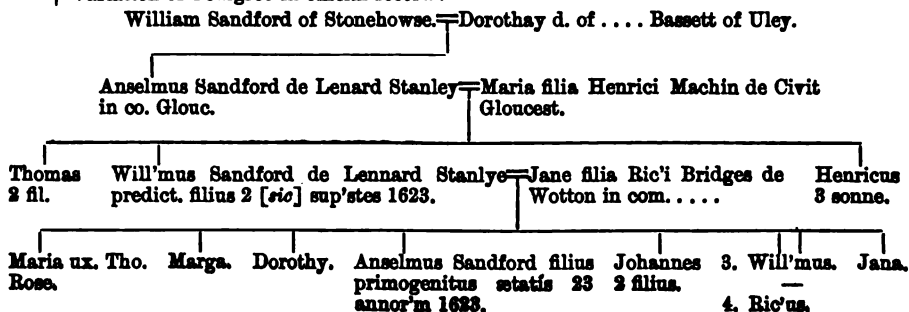 William Sandford of Stonehowse.=Dorothay d. of .... Bassett of Uley.
Anselmus Sandford de Lenard Stanley=Maria filia Henrici Machin de Civit
in co. Glouc. Gloucest.
Thomas Will'mus Sandford de Lennard Stanlye=Jane filia Ric'i Bridges de Henricus
2 fil. predict. filius 2 [sic] sup'stes 1623. Wotton in com..... 3 sonne.
Maria ux. Tho. Marga. Dorothy. Anselmus Sandford filius Johannes 3. Will'mus. Jana.
Rose. primogenitus ætatis 23 2 filius. —
annor'm 1623. 4. Ric'us.